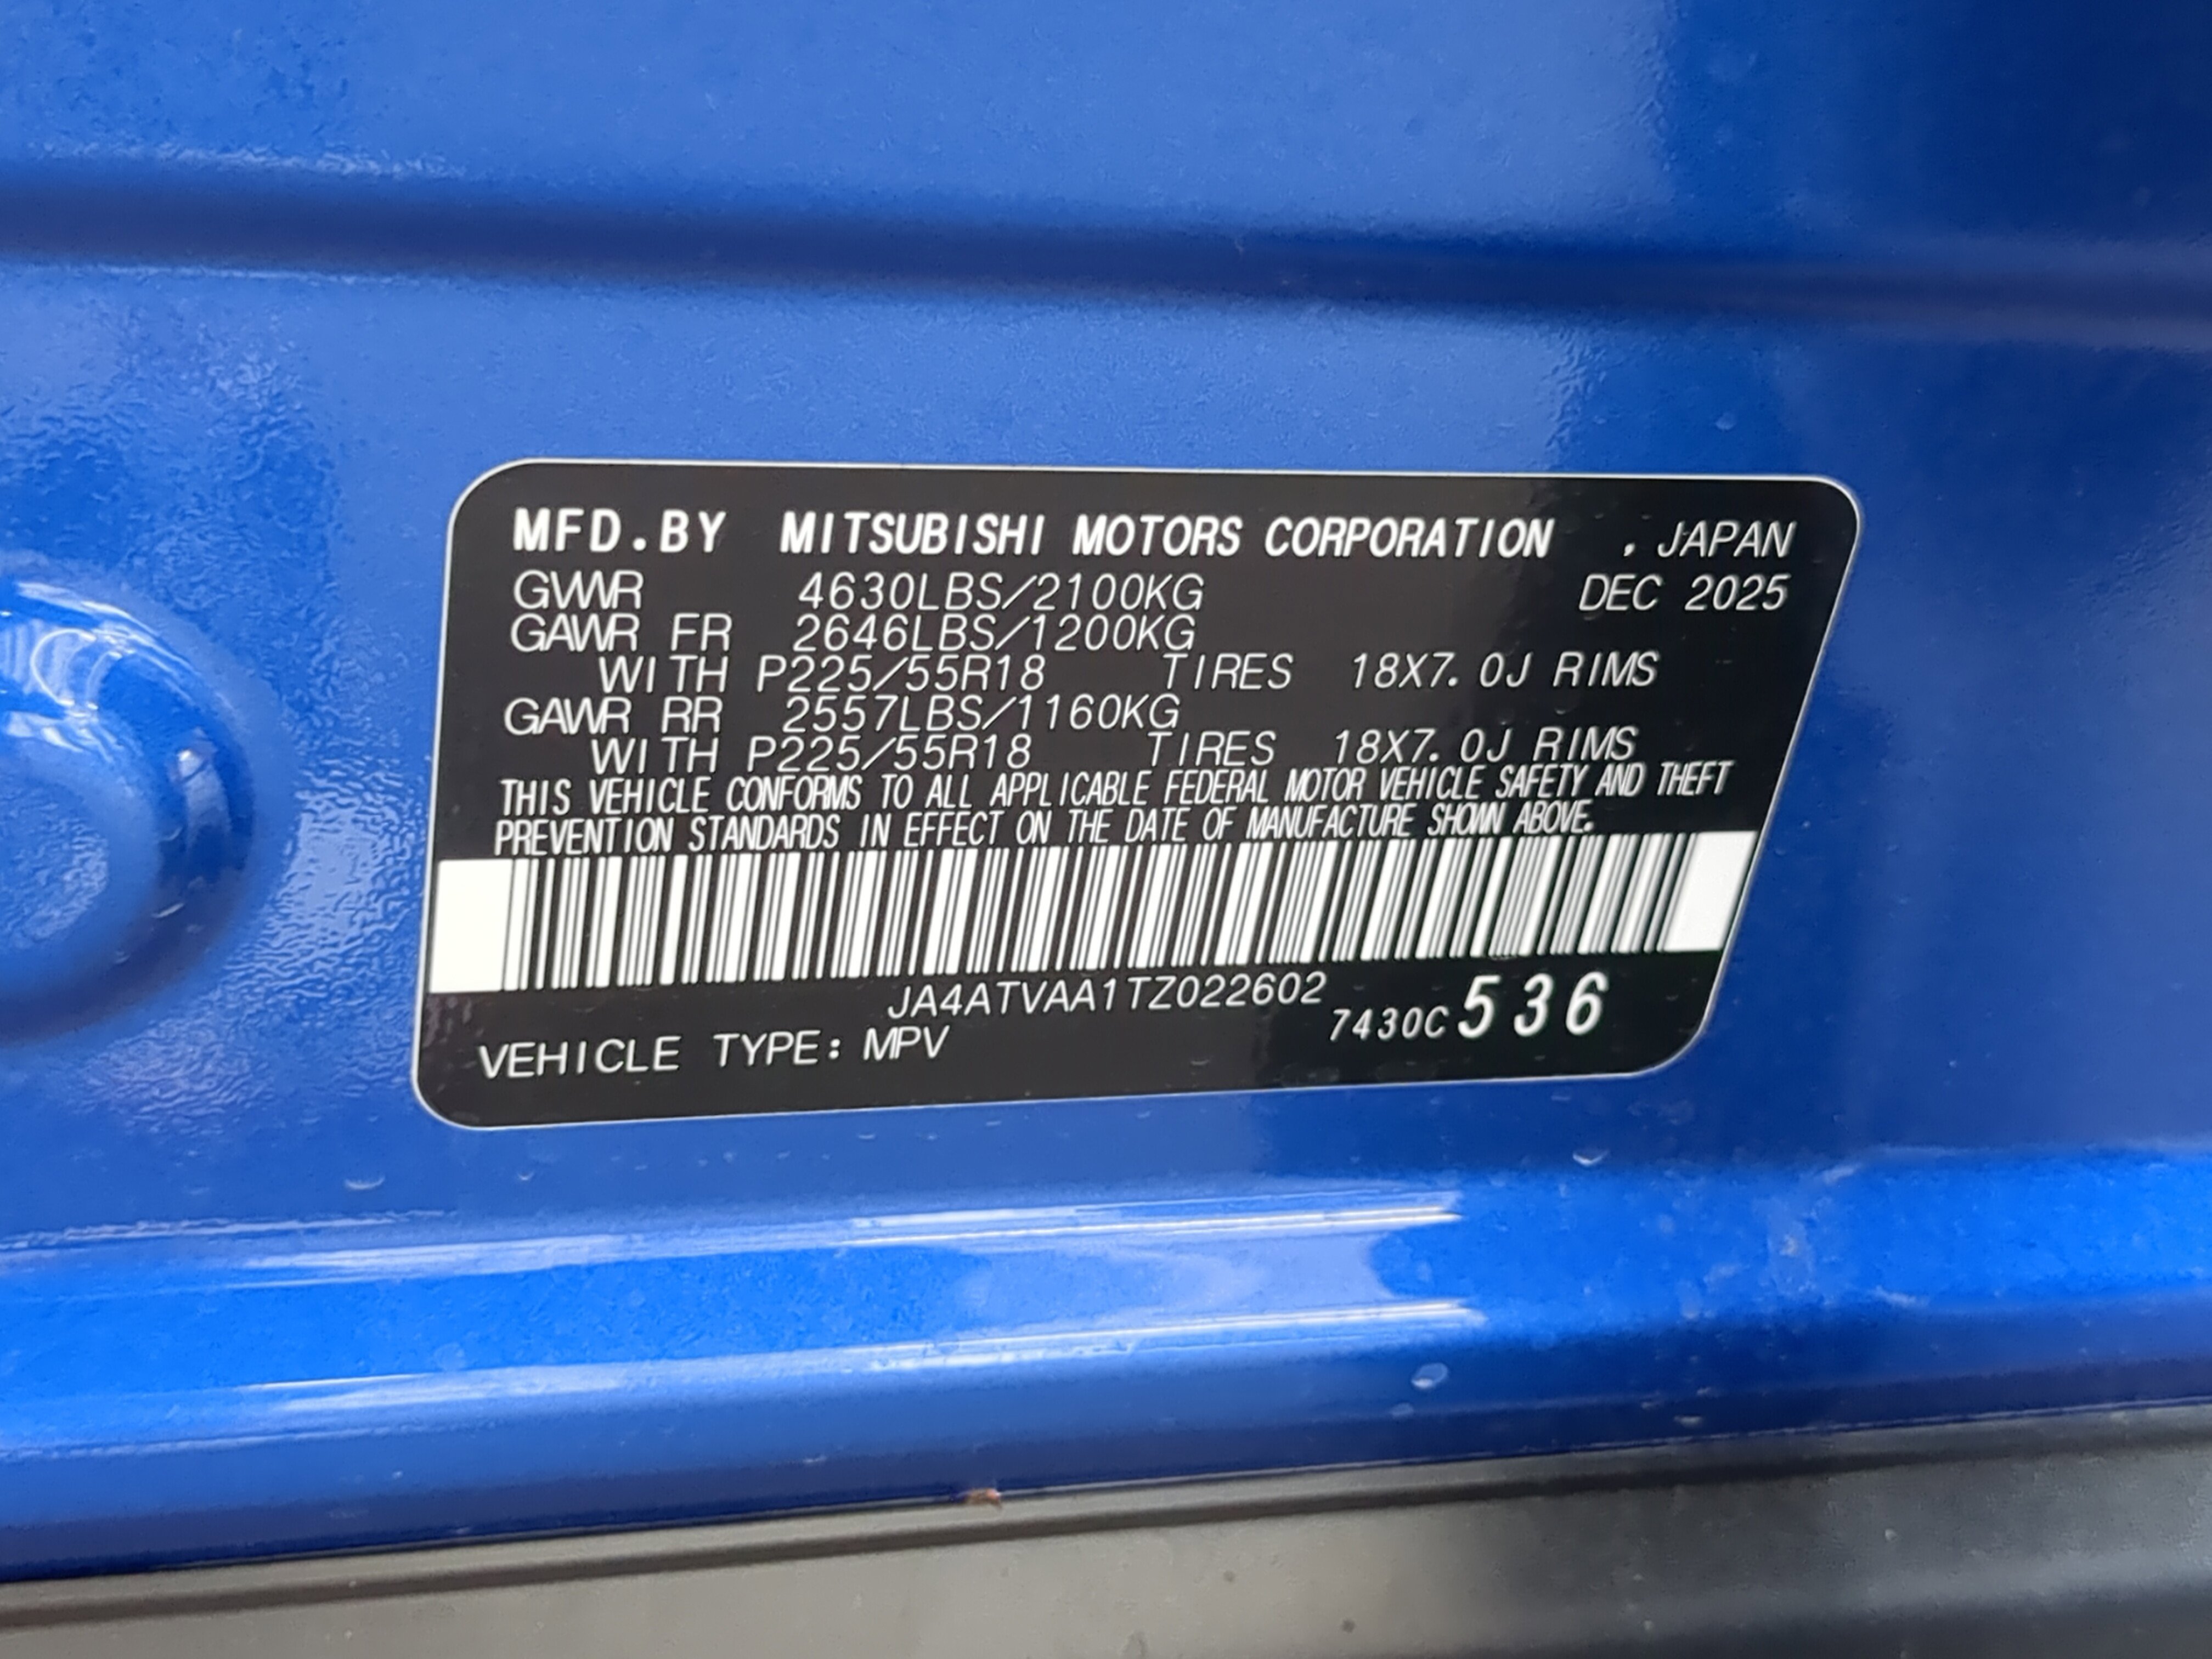 MFD.BY MITSUBISHI MOTORS CORPORATION , JAPAN
GVWR 4630LBS/2100KG DEC 2025
GAWR FR 2646LBS/1200KG
WITH P225/55R18 TIRES 18X7.0J RIMS
GAWR RR 2557LBS/1160KG
WITH P225/55R18 TIRES 18X7.0J RIMS
THIS VEHICLE CONFORMS TO ALL APPLICABLE FEDERAL MOTOR VEHICLE SAFETY AND THEFT
PREVENTION STANDARDS IN EFFECT ON THE DATE OF MANUFACTURE SHOWN ABOVE.
JA4ATVAA1TZ022602
7430C536
VEHICLE TYPE: MPV